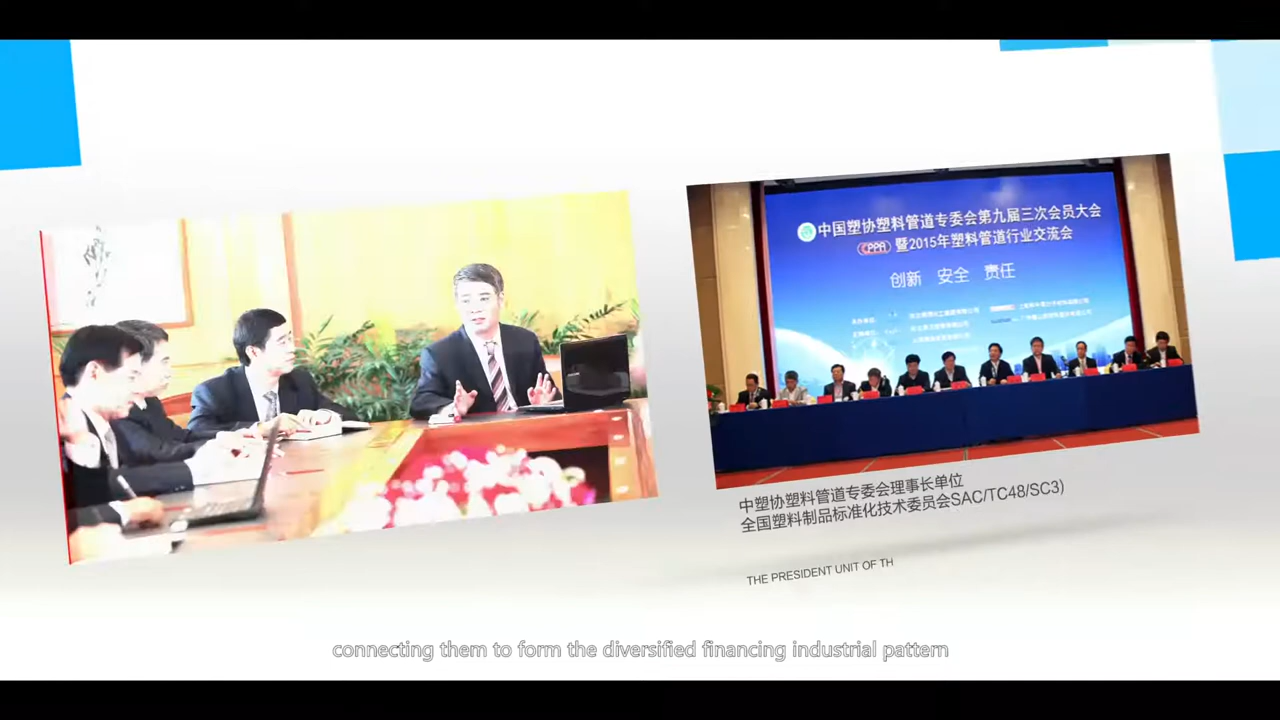 中国塑协塑料管道专委会第九届三次会员大会
CPPA 暨2015年塑料管道行业交流会
创新 安全 责任
中塑协塑料管道专委会理事长单位
全国塑料制品标准化技术委员会SAC/TC48/SC3)
THE PRESIDENT UNIT OF TH
connecting them to form the diversified financing industrial pattern